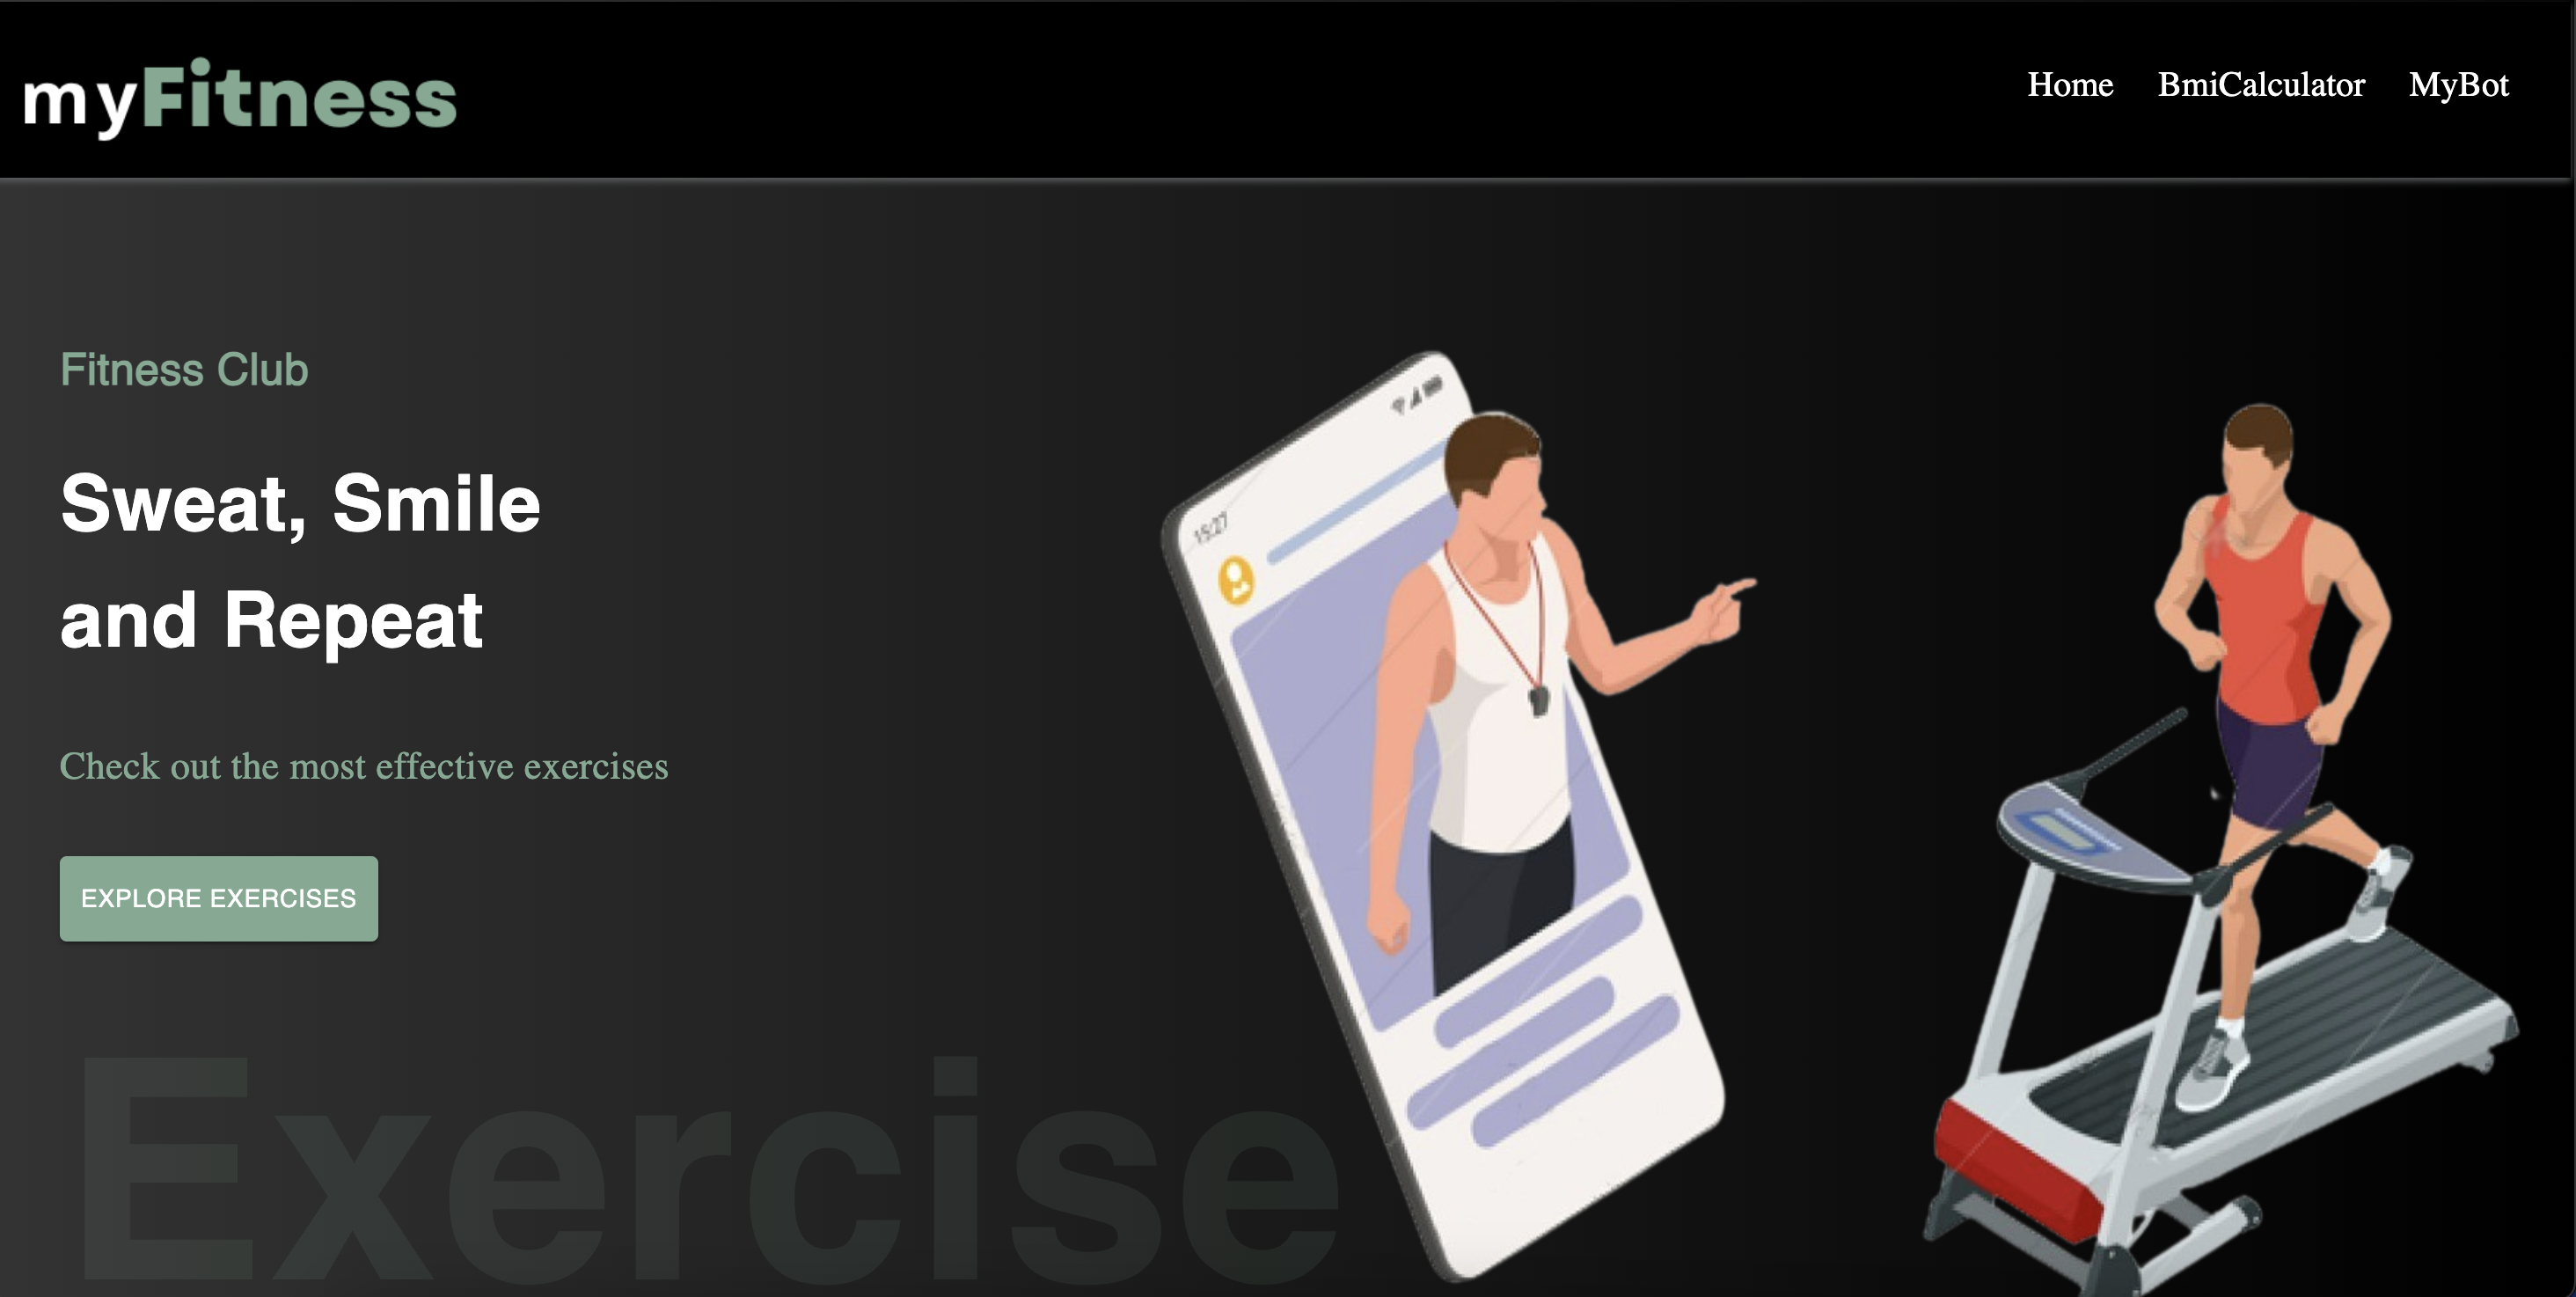 myFitness
Home BmiCalculator MyBot
Fitness Club
Sweat, Smile
and Repeat
Check out the most effective exercises
EXPLORE EXERCISES
Exercise
15:27